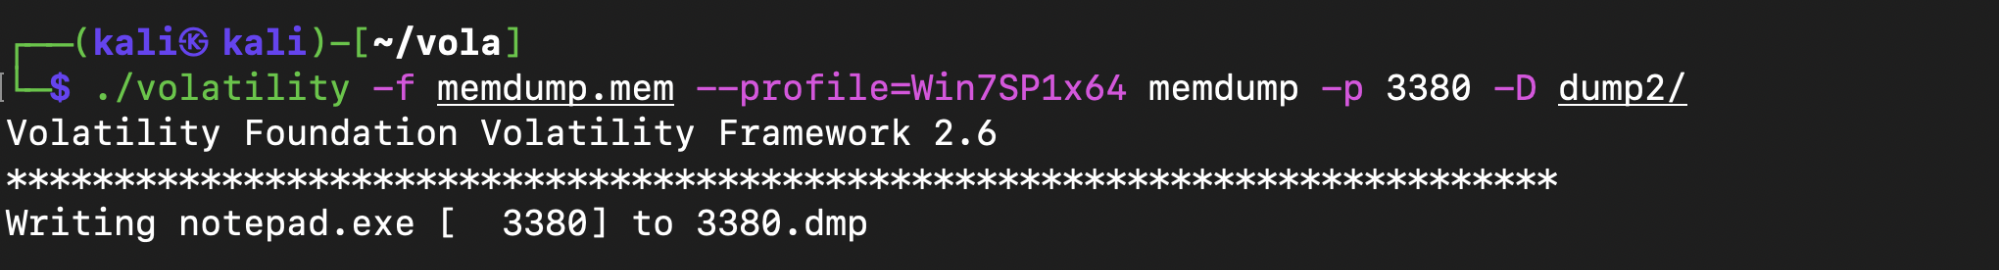 ┌──(kali㉿kali)-[~/vola]
└─$ ./volatility -f memdump.mem --profile=Win7SP1x64 memdump -p 3380 -D dump2/
Volatility Foundation Volatility Framework 2.6
************************************************************************
Writing notepad.exe [  3380] to 3380.dmp